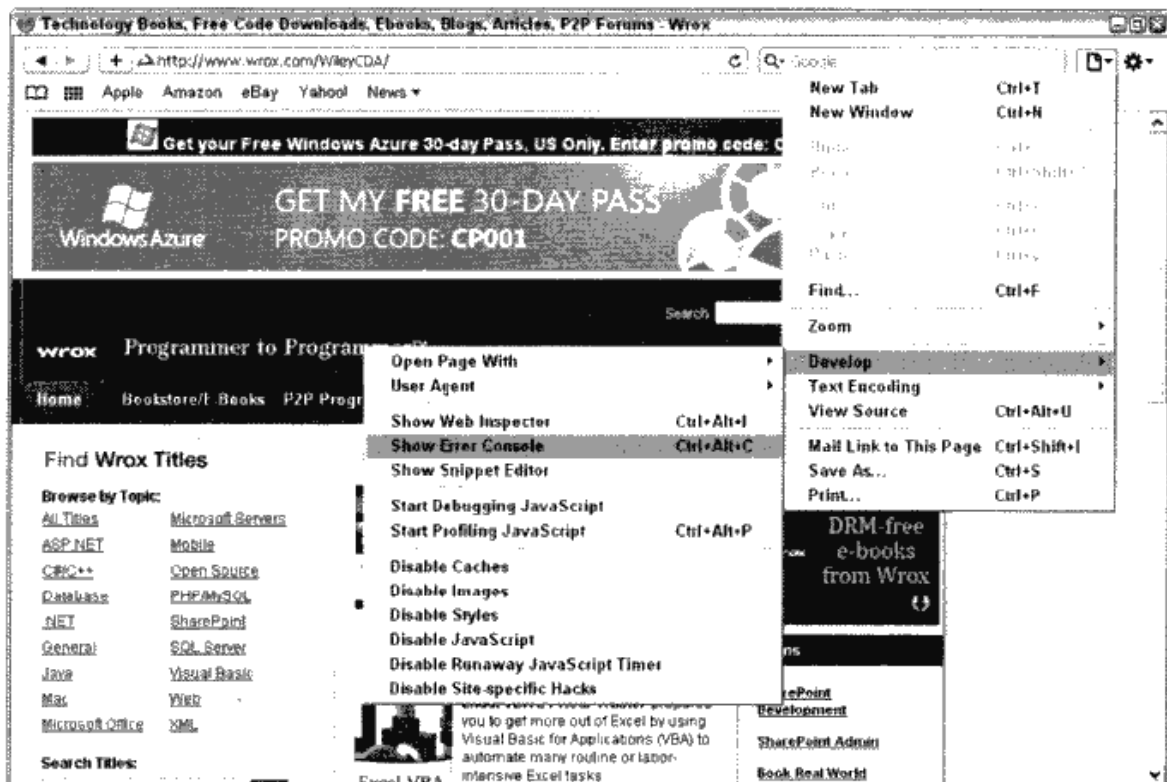 Technology Books, Free Code Downloads, Ebooks, Blogs, Articles, P2P Forums - Wrox
http://www.wrox.com/WileyCDA/
Google
Apple Amazon eBay Yahoo! News
New Tab Ctrl+T
New Window Ctrl+N
Find... Ctrl+F
Zoom
Develop
Text Encoding
View Source Ctrl+Alt+U
Mail Link to This Page Ctrl+Shift+I
Save As... Ctrl+S
Print... Ctrl+P
Get your Free Windows Azure 30-day Pass, US Only. Enter promo code: C
Windows Azure
GET MY FREE 30-DAY PASS
PROMO CODE: CP001
Search
wrox Programmer to Program
Home Bookstore/E-Books P2P Progr
Open Page With
User Agent
Show Web Inspector Ctrl+Alt+I
Show Error Console Ctrl+Alt+C
Show Snippet Editor
Start Debugging JavaScript
Start Profiling JavaScript Ctrl+Alt+P
Disable Caches
Disable Images
Disable Styles
Disable JavaScript
Disable Runaway JavaScript Timer
Disable Site-specific Hacks
Find Wrox Titles
Browse by Topic:
All Titles Microsoft Servers
ASP.NET Mobile
C#/C++ Open Source
Database PHP/MySQL
.NET SharePoint
General SQL Server
Java Visual Basic
Mac Web
Microsoft Office XML
Search Titles:
you to get more out of Excel by using
Visual Basic for Applications (VBA) to
automate many routine or labor-
intensive Excel tasks
Excel VBA
DRM-free
e-books
from Wrox
ns
rePoint
Development
SharePoint Admin
Book Real World